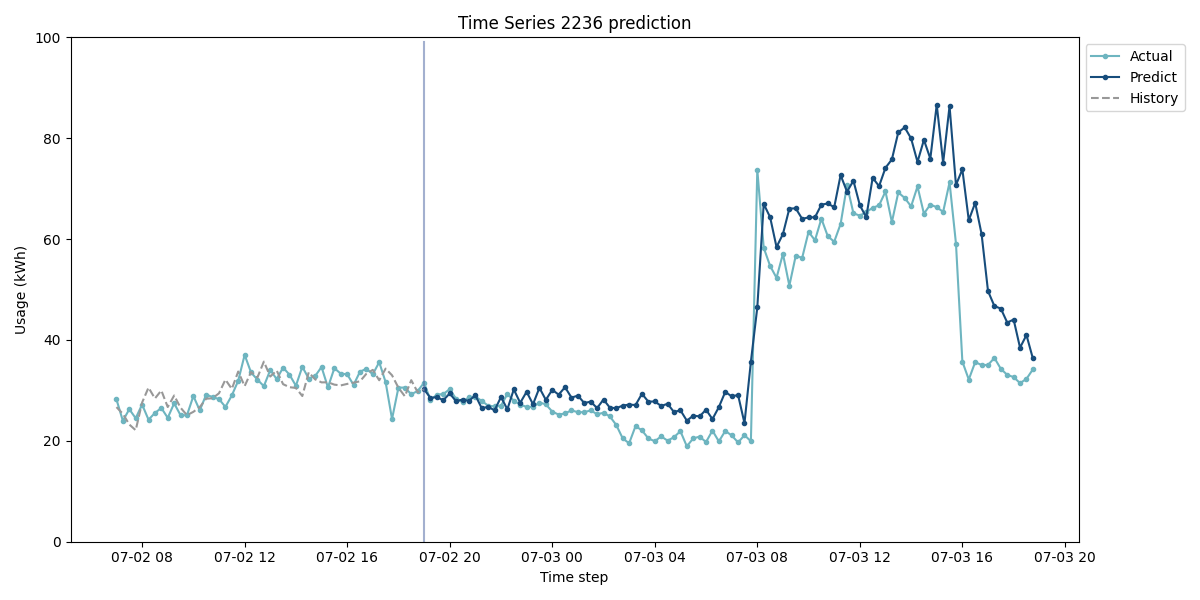 Time Series 2236 prediction
100
80
60
40
20
0
Usage (kWh)
07-02 08
07-02 12
07-02 16
07-02 20
07-03 00
07-03 04
07-03 08
07-03 12
07-03 16
07-03 20
Time step
Actual
Predict
History